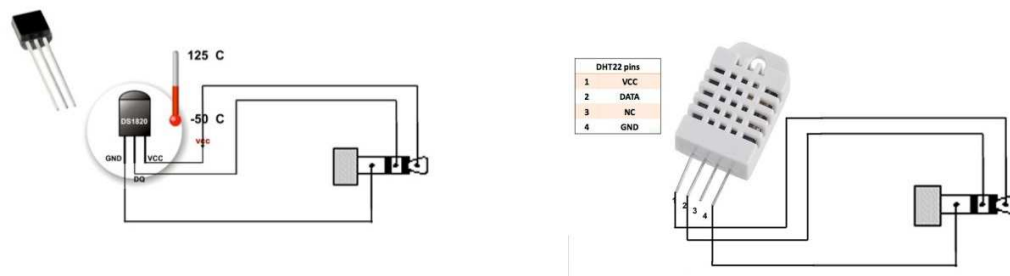 125 C
DS1820
-50 C
vcc
GND
VCC
DQ
DHT22 pins
1 VCC
2 DATA
3 NC
4 GND
1
2
3
4